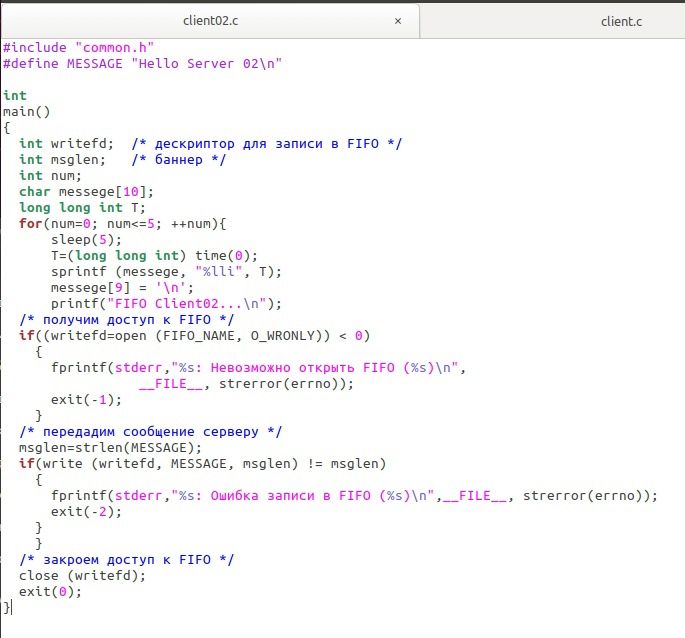 client02.c × client.c
#include "common.h"
#define MESSAGE "Hello Server 02\n"
int
main()
{
int writefd; /* дескриптор для записи в FIFO */
int msglen; /* баннер */
int num;
char messege[10];
long long int T;
for(num=0; num<=5; ++num){
sleep(5);
T=(long long int) time(0);
sprintf (messege, "%lli", T);
messege[9] = '\n';
printf("FIFO Client02...\n");
/* получим доступ к FIFO */
if((writefd=open (FIFO_NAME, O_WRONLY)) < 0)
{
fprintf(stderr,"%s: Невозможно открыть FIFO (%s)\n",
__FILE__, strerror(errno));
exit(-1);
}
/* передадим сообщение серверу */
msglen=strlen(MESSAGE);
if(write (writefd, MESSAGE, msglen) != msglen)
{
fprintf(stderr,"%s: Ошибка записи в FIFO (%s)\n",__FILE__, strerror(errno));
exit(-2);
}
}
/* закроем доступ к FIFO */
close (writefd);
exit(0);
}